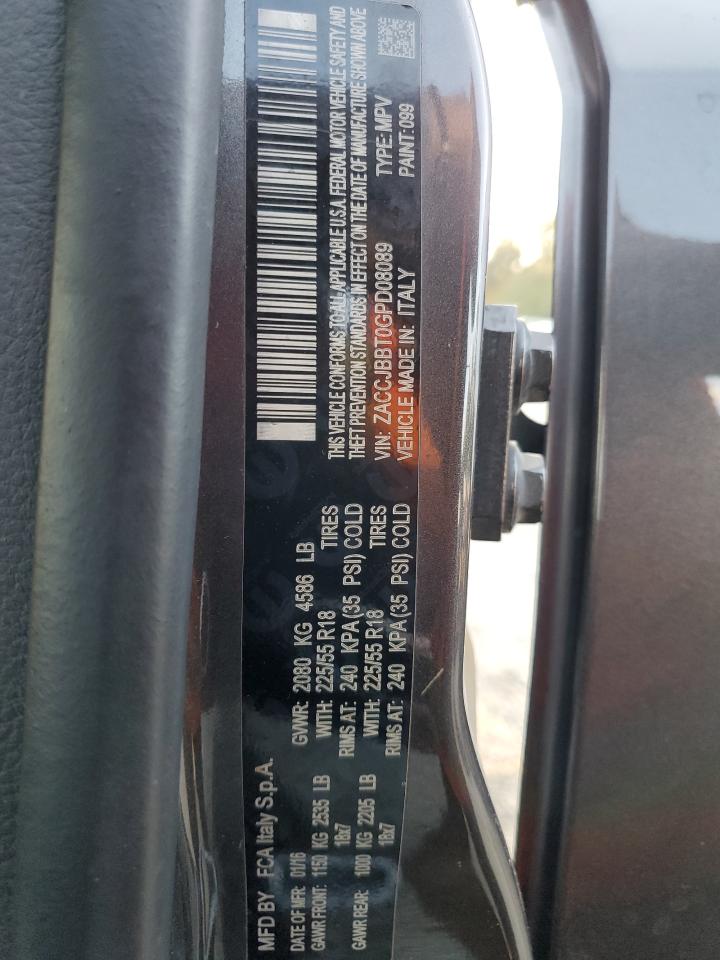 MFD BY FCA Italy S.p.A.
DATE OF MFR: 01/16
GAWR FRONT: 1150 KG 2535 LB
18x7
GAWR REAR: 1000 KG 2205 LB
18x7
GVWR: 2080 KG 4586 LB
WITH: 225/55 R18 TIRES
RIMS AT: 240 KPA(35 PSI) COLD
WITH: 225/55 R18 TIRES
RIMS AT: 240 KPA(35 PSI) COLD
THIS VEHICLE CONFORMS TO ALL APPLICABLE U.S.A. FEDERAL MOTOR VEHICLE SAFETY AND
THEFT PREVENTION STANDARDS IN EFFECT ON THE DATE OF MANUFACTURE SHOWN ABOVE
VIN: ZACCJBBT0GPD08089 TYPE: MPV
VEHICLE MADE IN: ITALY PAINT: 099